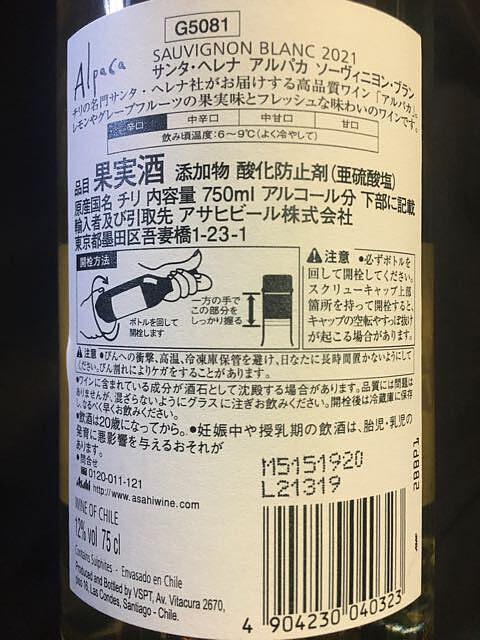 G5081
Alpaca
SAUVIGNON BLANC 2021
サンタ・ヘレナ アルパカ ソーヴィニヨン・ブラン
チリの名門サンタ・ヘレナ社がお届けする高品質ワイン「アルパカ」。
レモンやグレープフルーツの果実味とフレッシュな味わいのワインです。
辛口 中辛口 中甘口 甘口
飲み頃温度:6～9℃(よく冷やして)
品目 果実酒 添加物 酸化防止剤(亜硫酸塩)
原産国名 チリ 内容量 750ml アルコール分 下部に記載
輸入者及び引取先 アサヒビール株式会社
東京都墨田区吾妻橋1-23-1
開栓方法
ボトルを回して
開栓します
一方の手で
この部分を
しっかり握る
注意 ●必ずボトルを
回して開栓してください。
スクリューキャップ上部
箇所を持って開栓すると、
キャップの空転やすっぽ抜け
が起こる場合があります。
注意 ●びんへの衝撃、高温、冷凍庫保管を避け、日なたに長時間置かないようにして
ください。びん割れによりケガをすることがあります。
●ワインに含まれている成分が酒石として沈殿する場合があります。品質には問題は
ありませんが、混ざらないようにグラスに注ぎお飲みください。開栓後は冷蔵庫に保存
し、なるべく早くお飲みください。
●飲酒は20歳になってから。●妊娠中や授乳期の飲酒は、胎児・乳児の
発育に悪影響を与えるおそれが
あります。
●問合せ
0120-011-121
Asahi http://www.asahiwine.com
WINE OF CHILE
12% vol 75 cl
Contains Sulphites - Envasado en Chile
Produced and Bottled by VSPT, Av. Vitacura 2670,
piso 16, Las Condes, Santiago - Chile.
M5151920
L21319
4 904230 040323